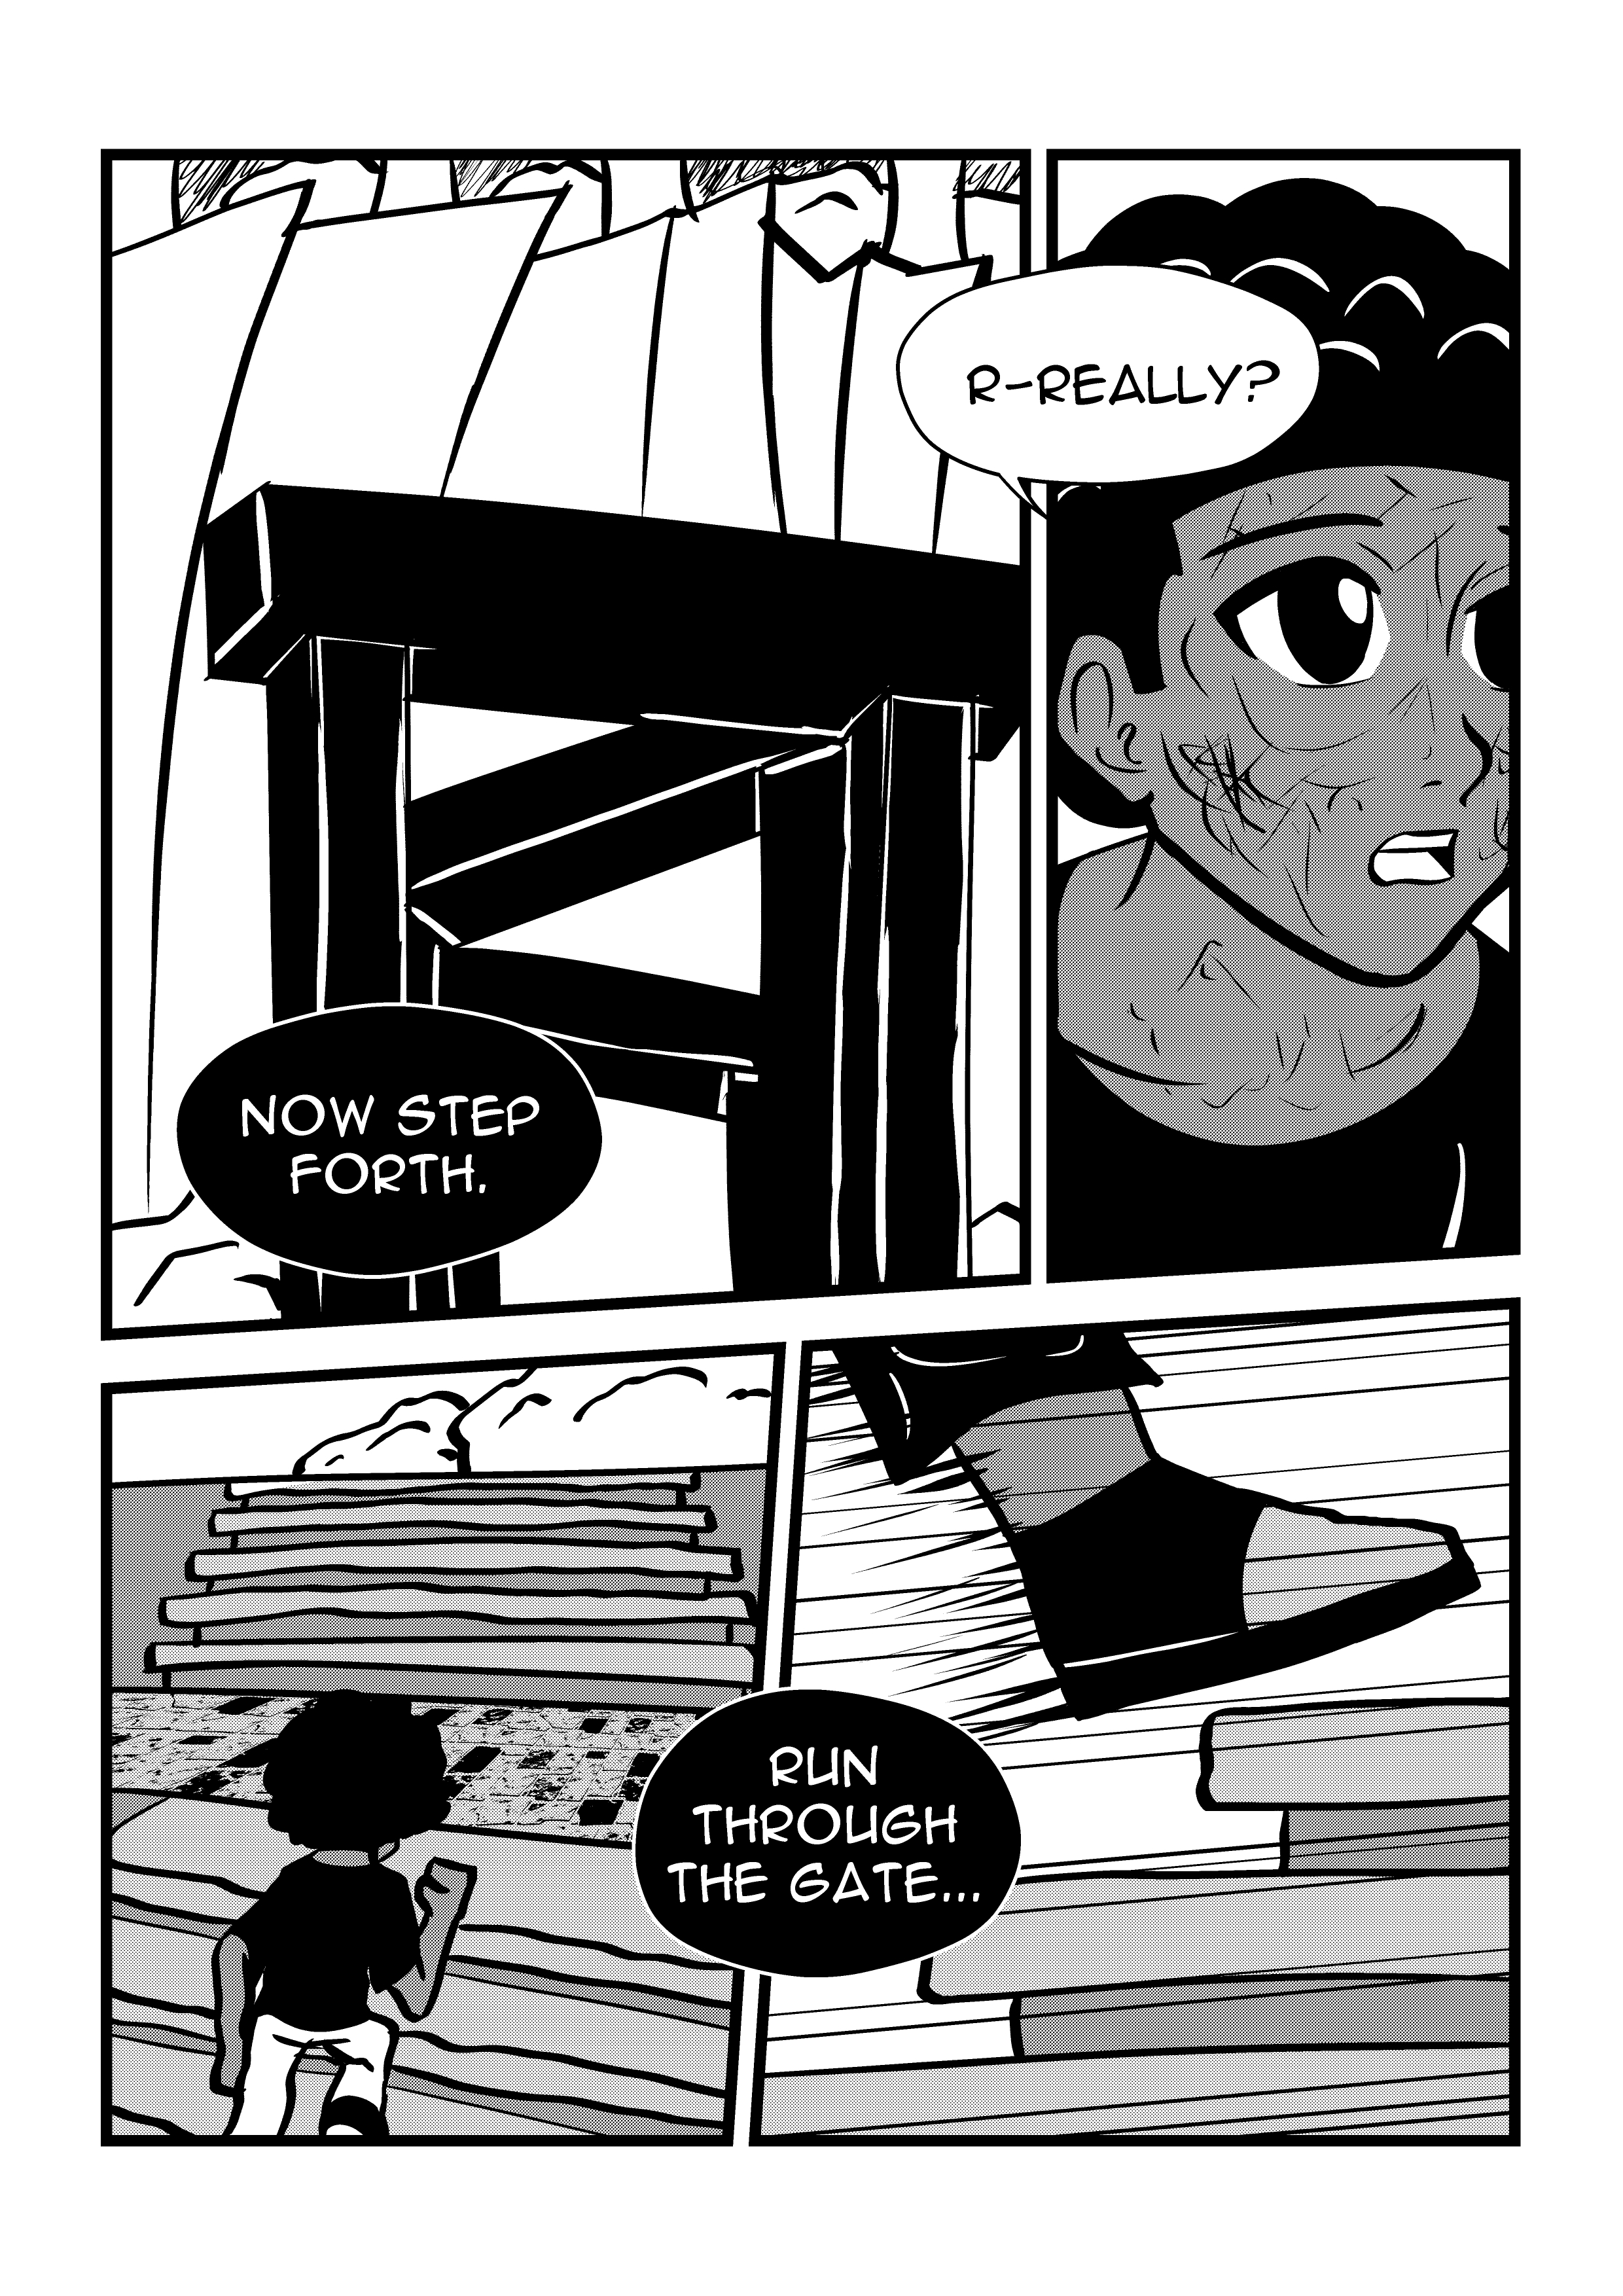 R-REALLY?
NOW STEP
FORTH.
RUN
THROUGH
THE GATE...